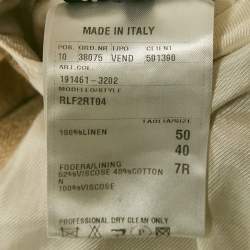 MADE IN ITALY
POS. ORD.NR TIPO CLIENT
10 38075 VEND 501390
ART.COL.
191461-3202
MODELLO/STYLE
RLF2RT04
TAGLIA/SIZE
100%LINEN 50
40
FODERA/LINING 7R
52%VISCOSE 48%COTTON
N
100%VISCOSE
PROFESSIONAL DRY CLEAN ONLY